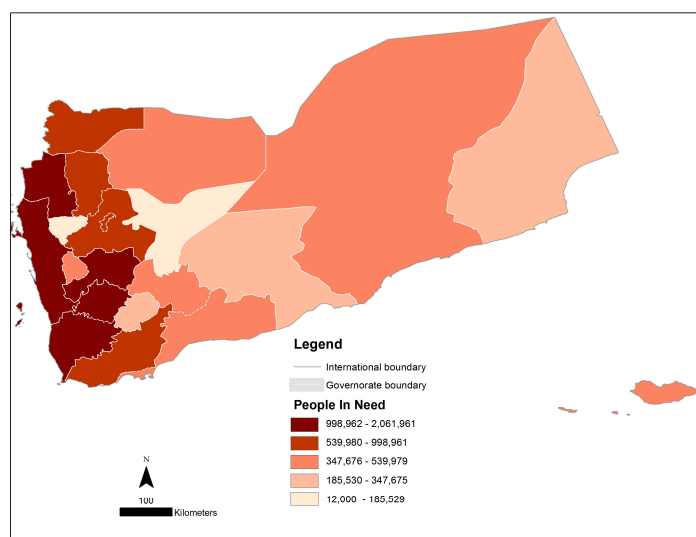 Legend
International boundary
Governorate boundary
People In Need
998,962 - 2,061,961
539,980 - 998,961
347,676 - 539,979
185,530 - 347,675
12,000 - 185,529
N
100
Kilometers